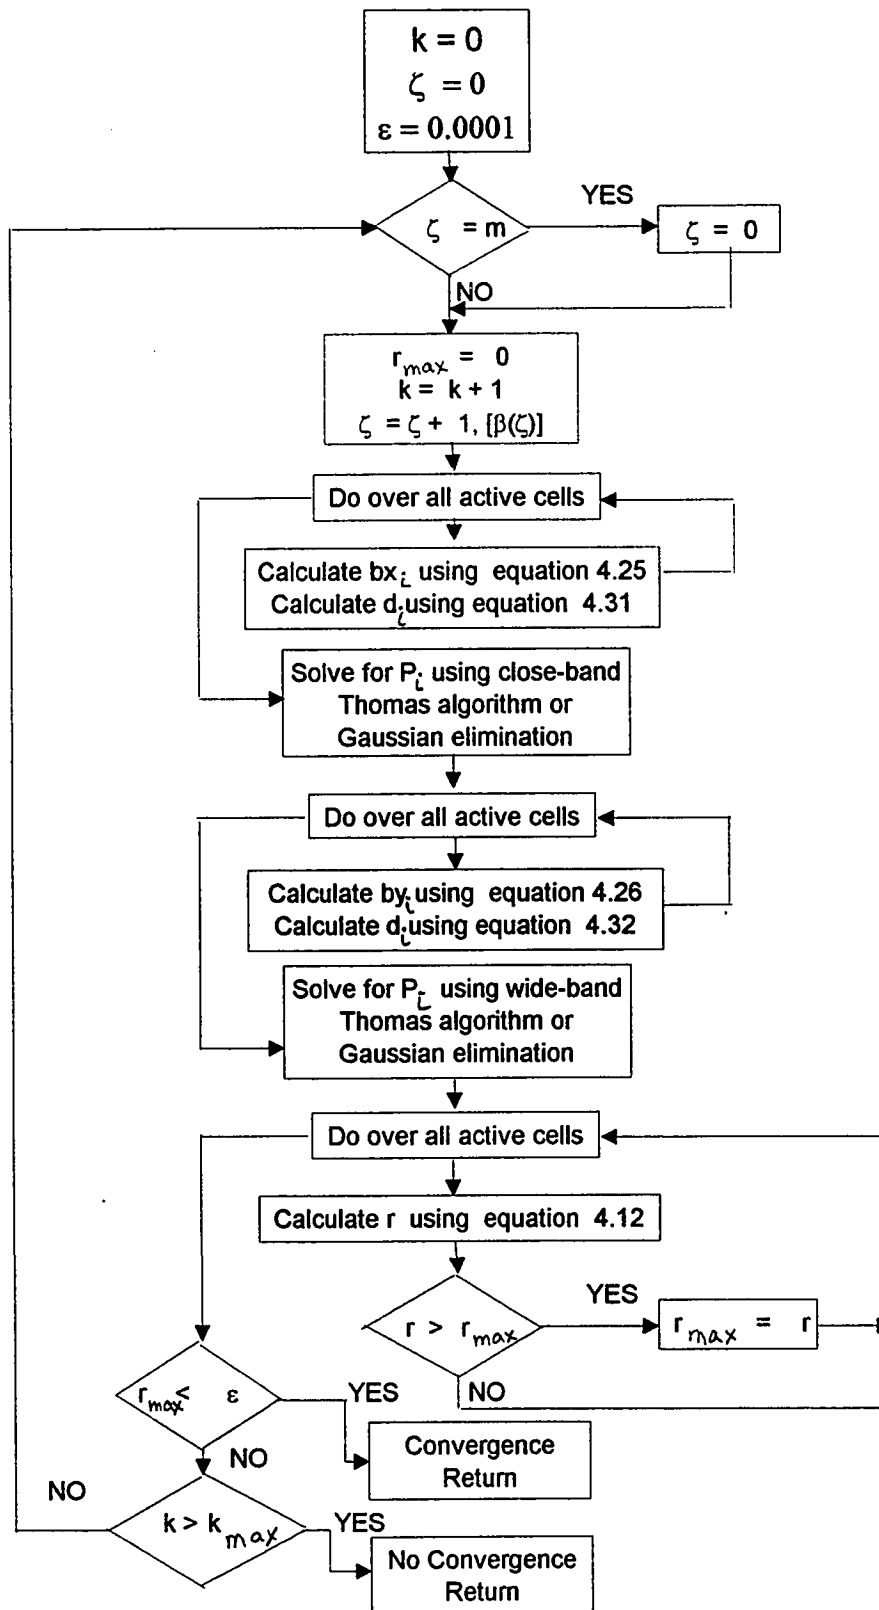 k = 0
ζ = 0
ε = 0.0001
ζ = m
YES
ζ = 0
NO
r_max = 0
k = k + 1
ζ = ζ + 1, [β(ζ)]
Do over all active cells
Calculate bx_i using equation 4.25
Calculate d_i using equation 4.31
Solve for P_i using close-band
Thomas algorithm or
Gaussian elimination
Do over all active cells
Calculate by_i using equation 4.26
Calculate d_i using equation 4.32
Solve for P_i using wide-band
Thomas algorithm or
Gaussian elimination
Do over all active cells
Calculate r using equation 4.12
r > r_max
YES
r_max = r
NO
r_max < ε
YES
Convergence
Return
NO
NO
k > k_max
YES
No Convergence
Return